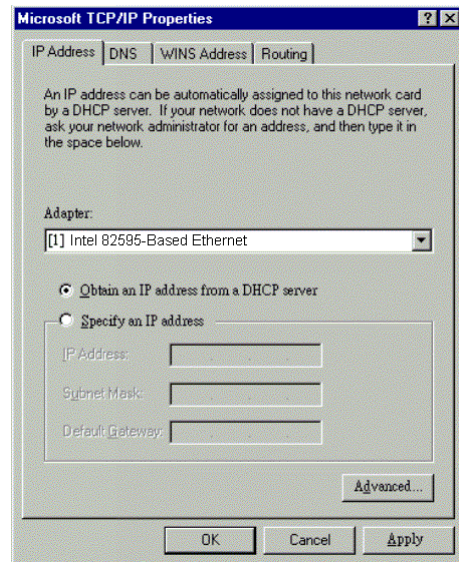 Microsoft TCP/IP Properties
IP Address
DNS
WINS Address
Routing
An IP address can be automatically assigned to this network card
by a DHCP server. If your network does not have a DHCP server,
ask your network administrator for an address, and then type it in
the space below.
Adapter:
[1] Intel 82595-Based Ethernet
Obtain an IP address from a DHCP server
Specify an IP address
IP Address:
Subnet Mask:
Default Gateway:
Advanced...
OK
Cancel
Apply